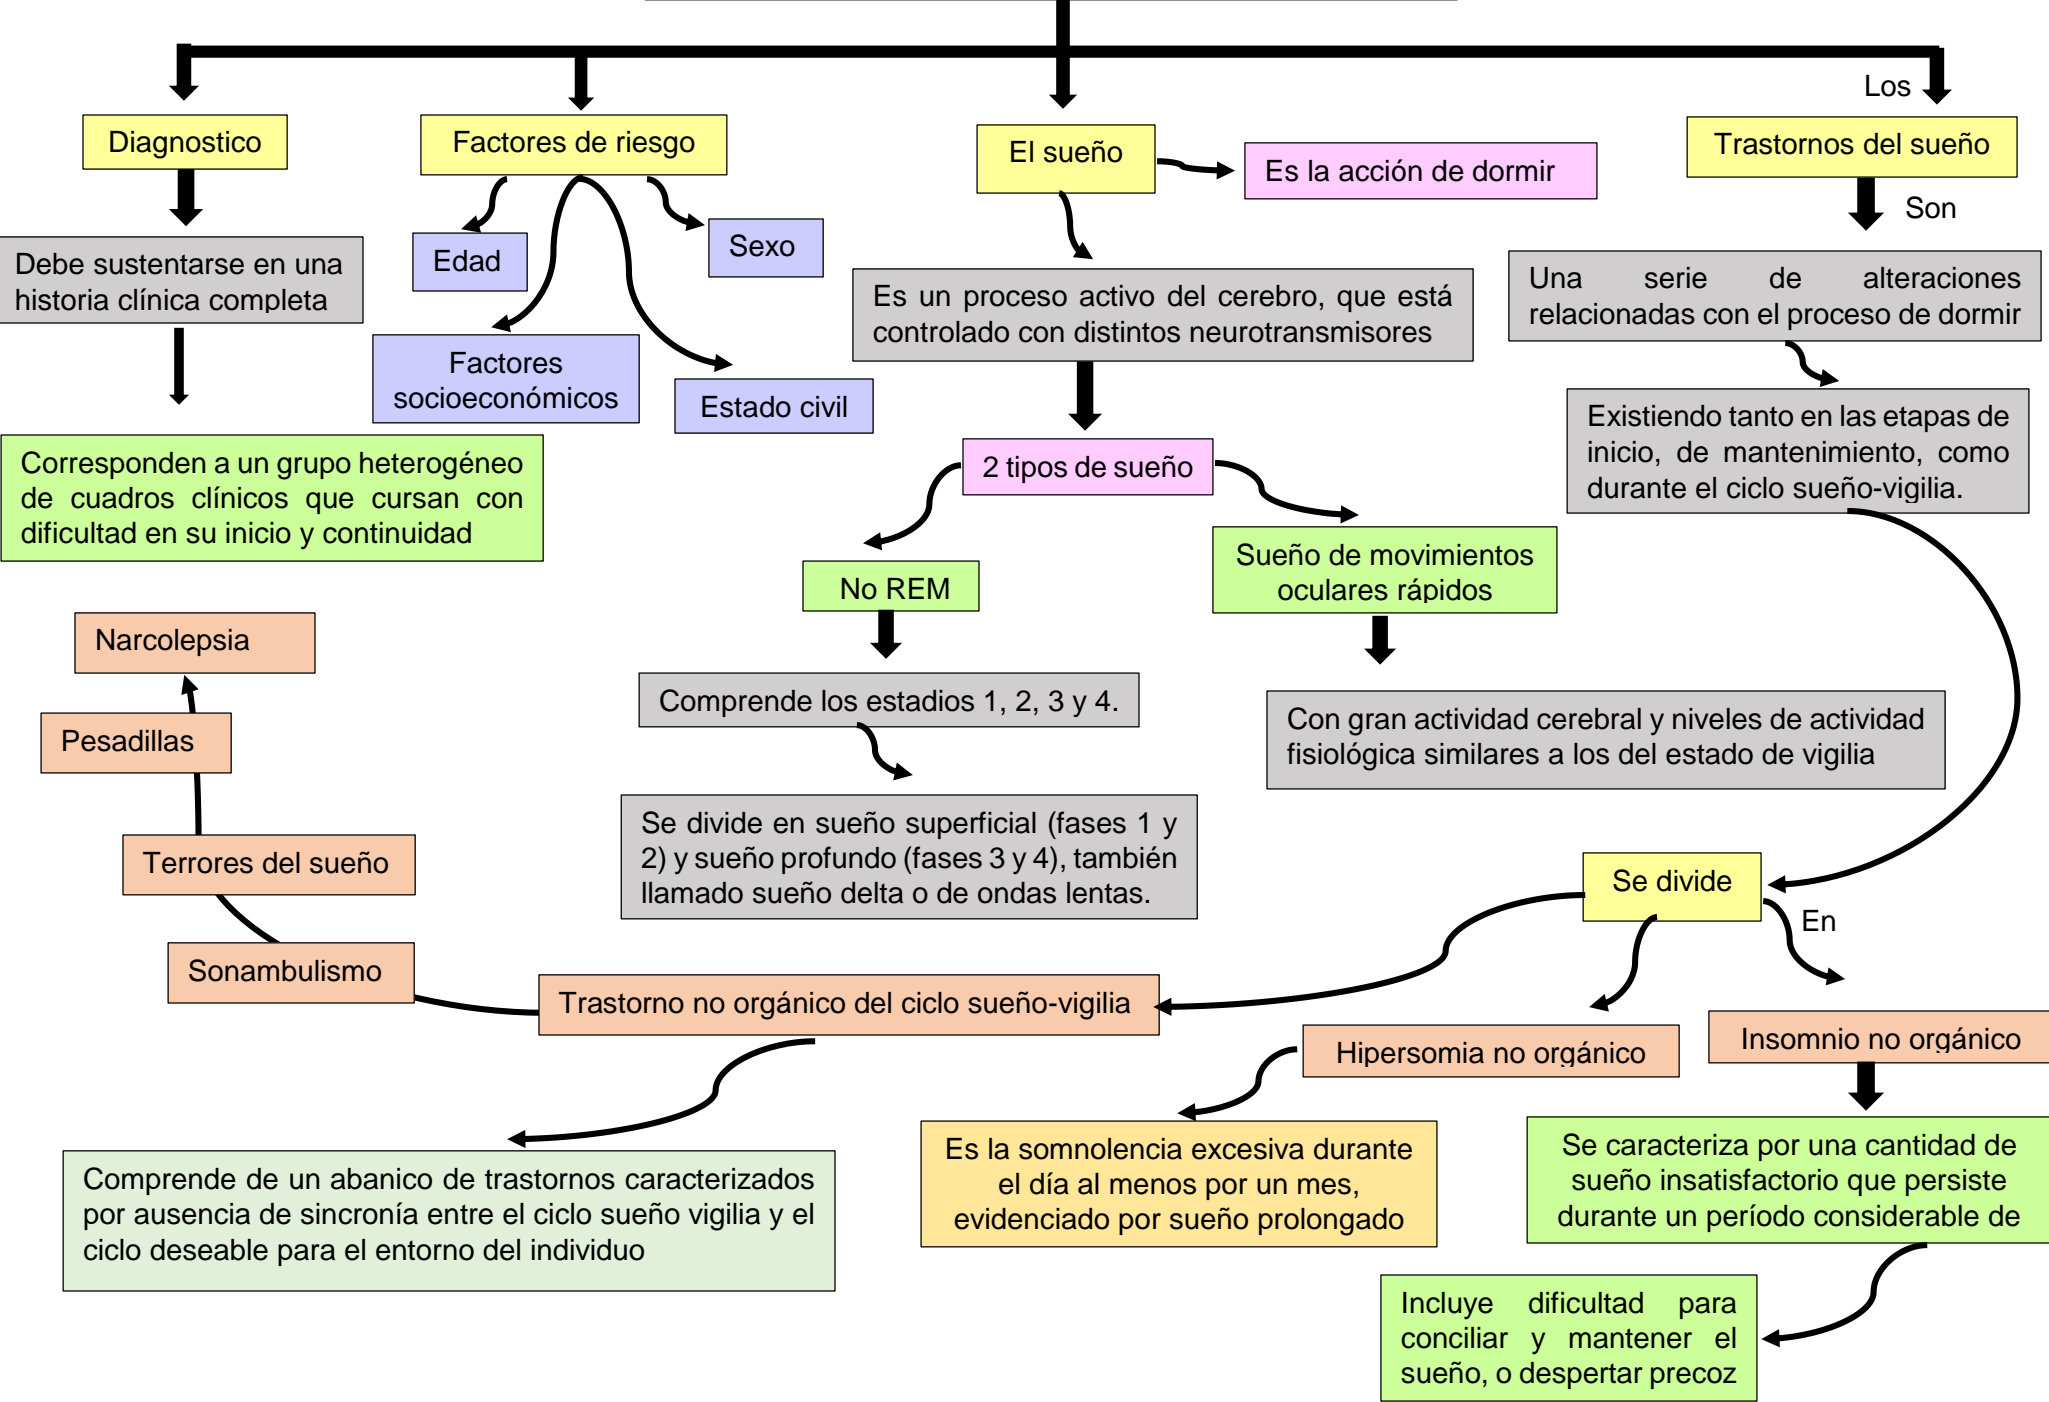 Los
Diagnostico
Factores de riesgo
El sueño
Es la acción de dormir
Trastornos del sueño
Son
Edad
Sexo
Debe sustentarse en una
historia clínica completa
Es un proceso activo del cerebro, que está
controlado con distintos neurotransmisores
Una serie de alteraciones
relacionadas con el proceso de dormir
Factores
socioeconómicos
Estado civil
Existiendo tanto en las etapas de
inicio, de mantenimiento, como
durante el ciclo sueño-vigilia.
Corresponden a un grupo heterogéneo
de cuadros clínicos que cursan con
dificultad en su inicio y continuidad
2 tipos de sueño
No REM
Sueño de movimientos
oculares rápidos
Narcolepsia
Comprende los estadios 1, 2, 3 y 4.
Con gran actividad cerebral y niveles de actividad
fisiológica similares a los del estado de vigilia
Pesadillas
Se divide en sueño superficial (fases 1 y
2) y sueño profundo (fases 3 y 4), también
llamado sueño delta o de ondas lentas.
Terrores del sueño
Se divide
En
Sonambulismo
Trastorno no orgánico del ciclo sueño-vigilia
Hipersomia no orgánico
Insomnio no orgánico
Comprende de un abanico de trastornos caracterizados
por ausencia de sincronía entre el ciclo sueño vigilia y el
ciclo deseable para el entorno del individuo
Es la somnolencia excesiva durante
el día al menos por un mes,
evidenciado por sueño prolongado
Se caracteriza por una cantidad de
sueño insatisfactorio que persiste
durante un período considerable de
Incluye dificultad para
conciliar y mantener el
sueño, o despertar precoz